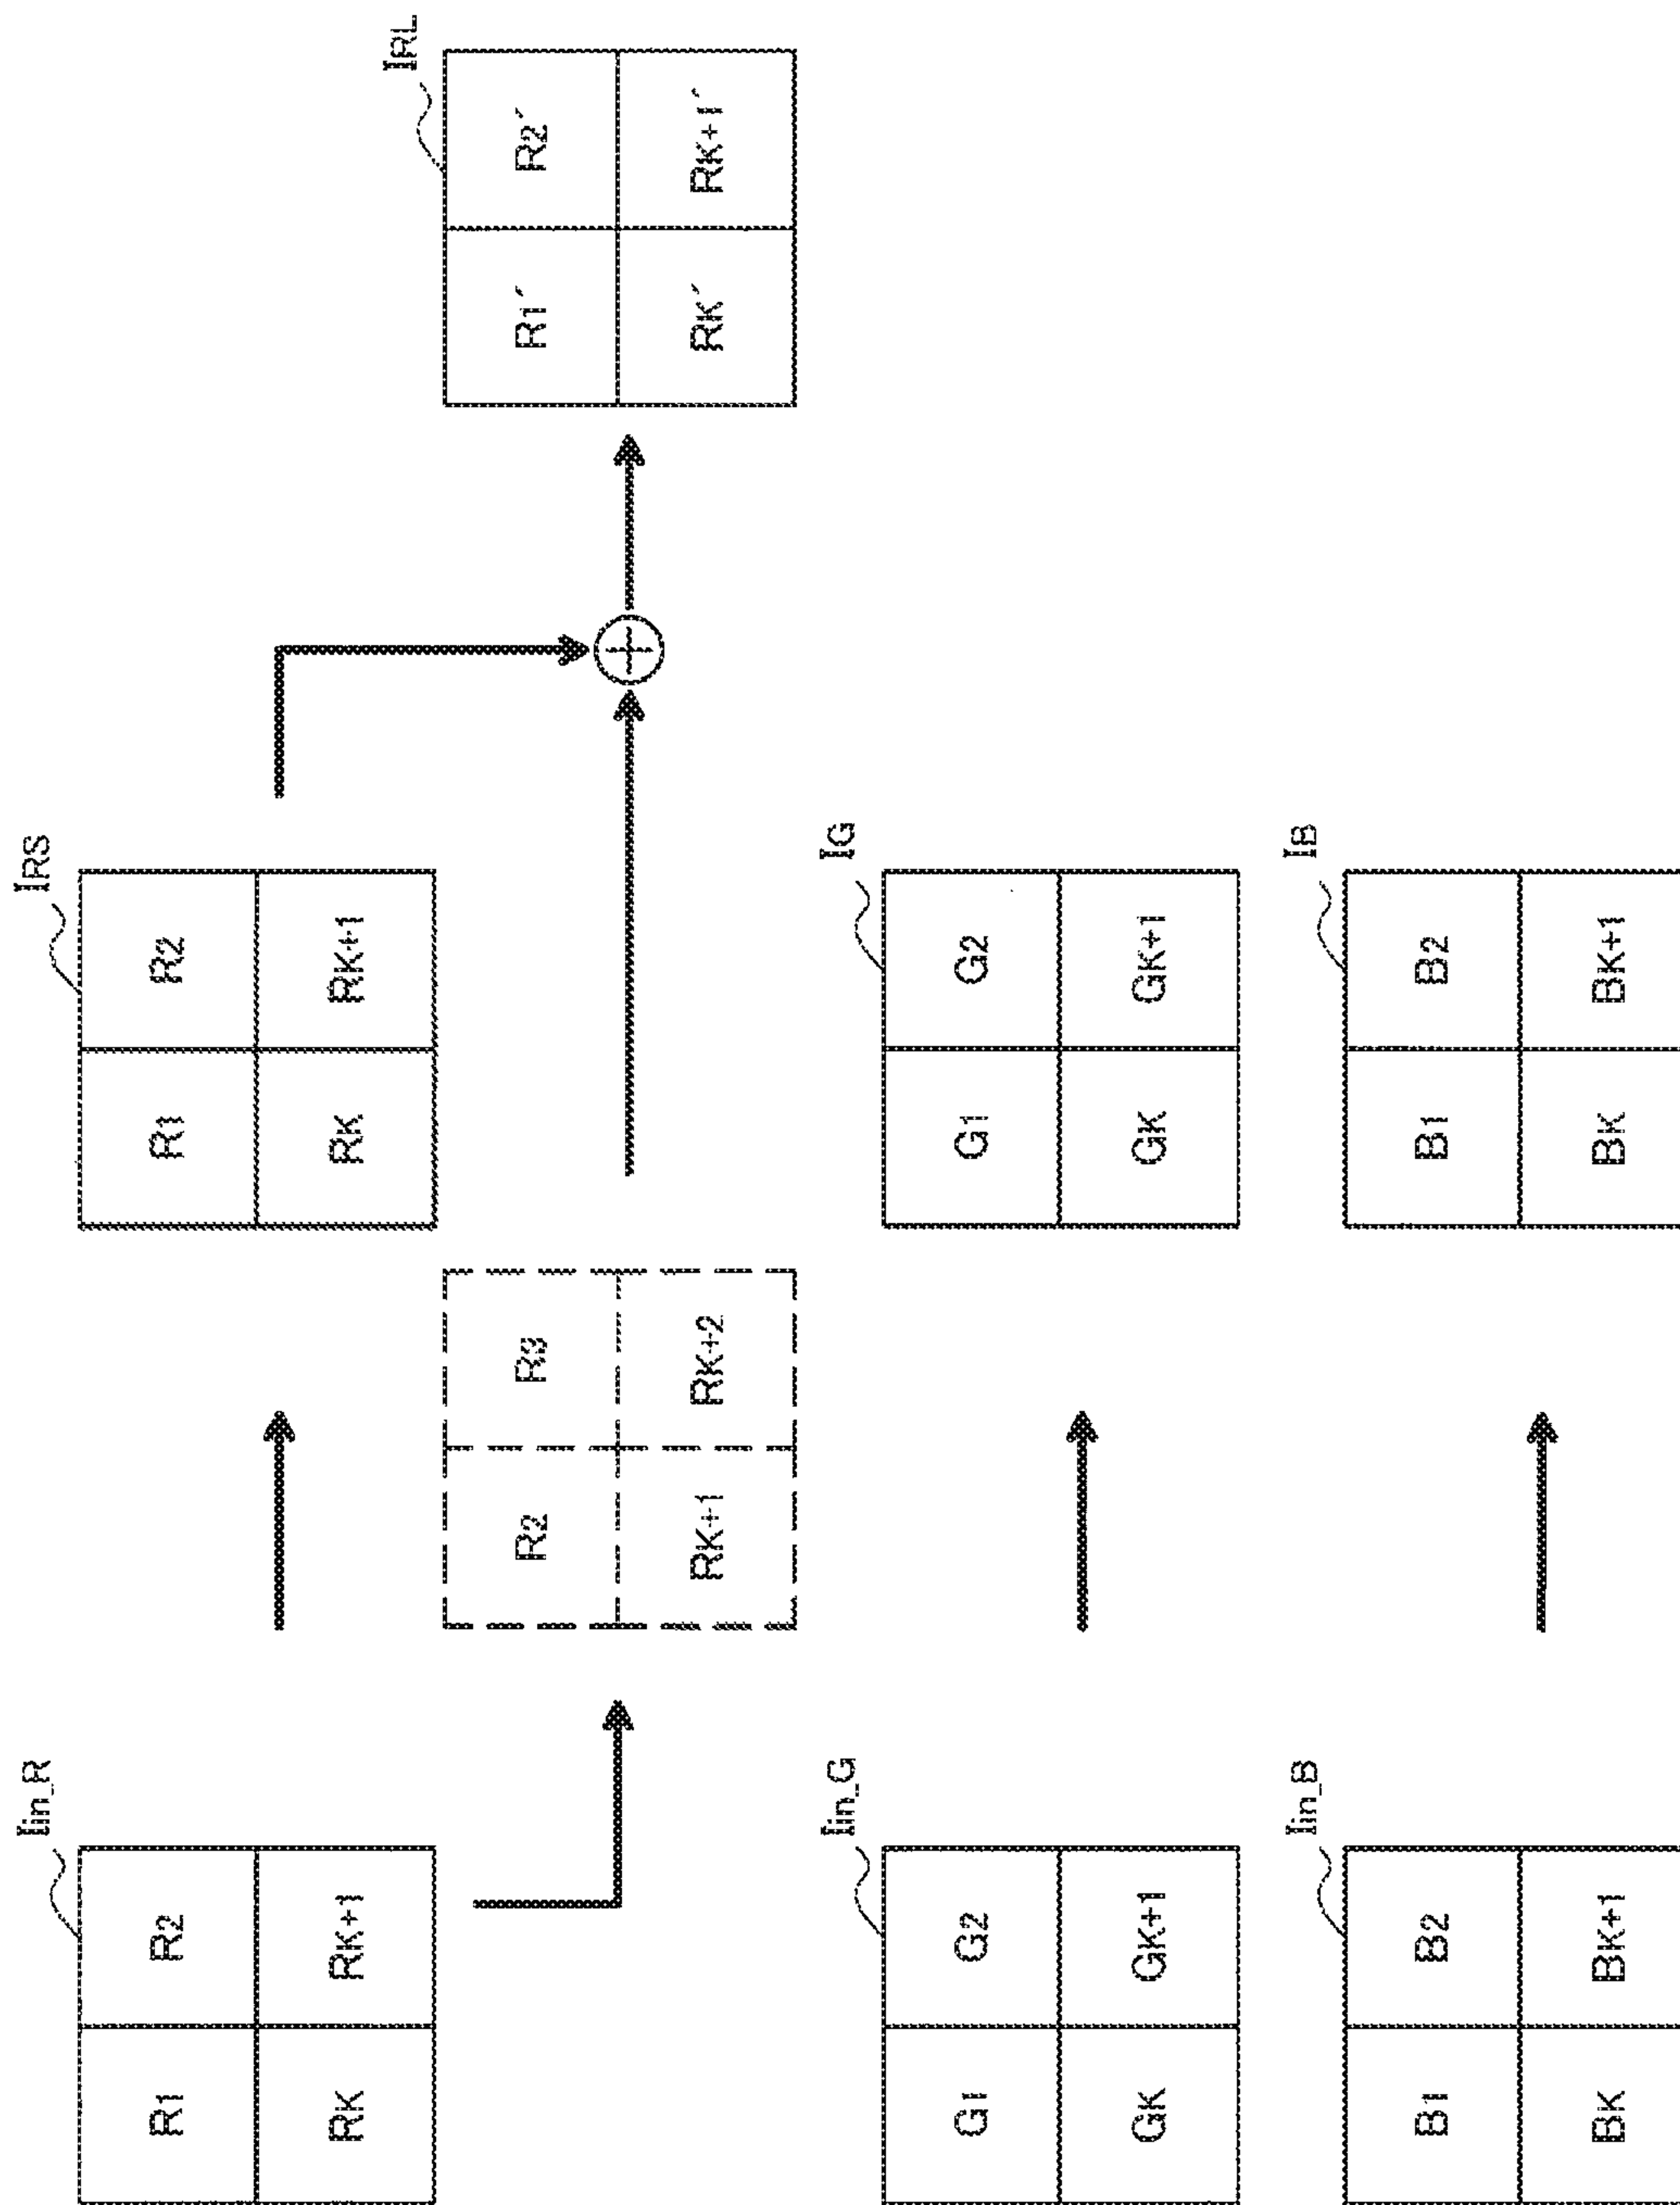 Iin_R
R1 R2
RK RK+1
R2 R3
RK+1 RK+2
IRS
R1 R2
RK RK+1
IRL
R1´ R2´
RK´ RK+1´
Iin_G
G1 G2
GK GK+1
IG
G1 G2
GK GK+1
Iin_B
B1 B2
BK BK+1
IB
B1 B2
BK BK+1